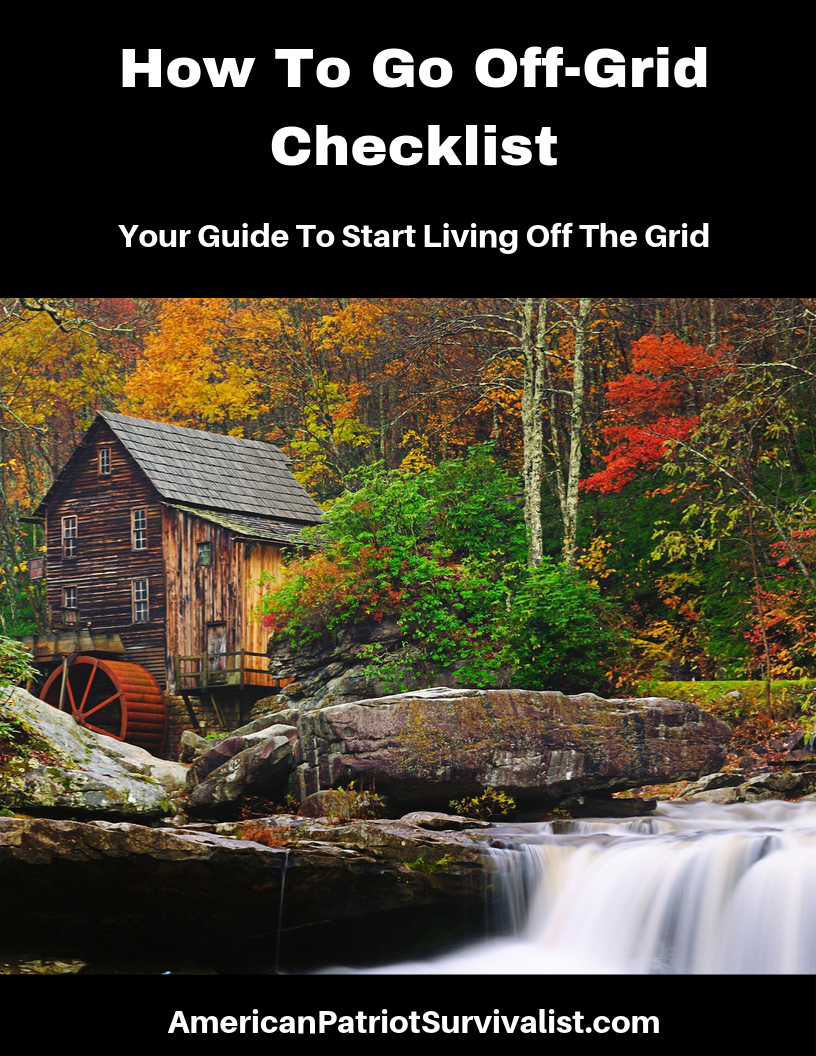 How To Go Off-Grid
Checklist
Your Guide To Start Living Off The Grid
AmericanPatriotSurvivalist.com